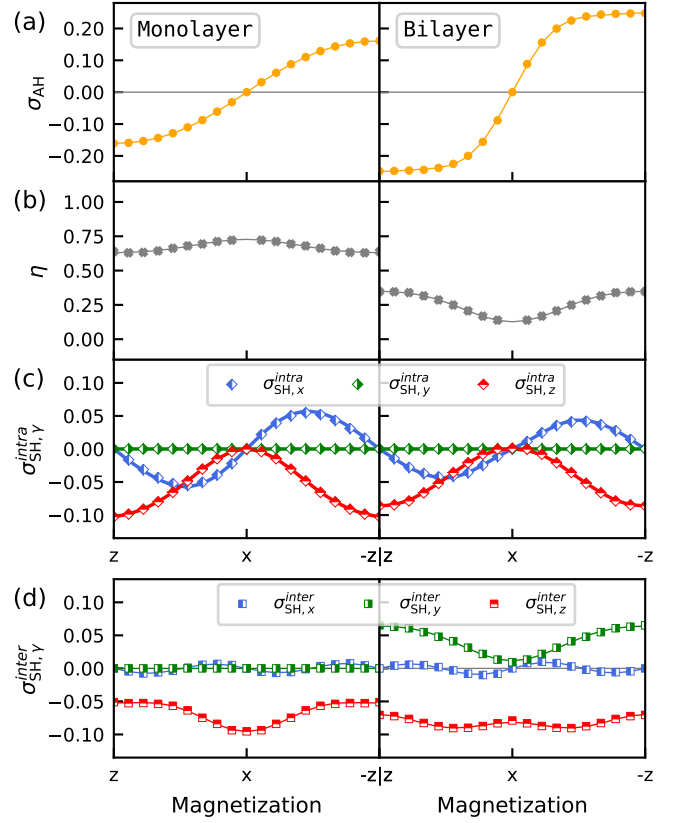 (a)
Monolayer
Bilayer
σ_AH
0.20
0.10
0.00
−0.10
−0.20
(b)
η
1.00
0.75
0.50
0.25
0.00
(c)
σ^intra_SH, x
σ^intra_SH, y
σ^intra_SH, z
σ^intra_SH, γ
0.10
0.05
0.00
−0.05
−0.10
z
x
-z|z
x
-z
(d)
σ^inter_SH, x
σ^inter_SH, y
σ^inter_SH, z
σ^inter_SH, γ
0.10
0.05
0.00
−0.05
−0.10
z
x
-z|z
x
-z
Magnetization
Magnetization